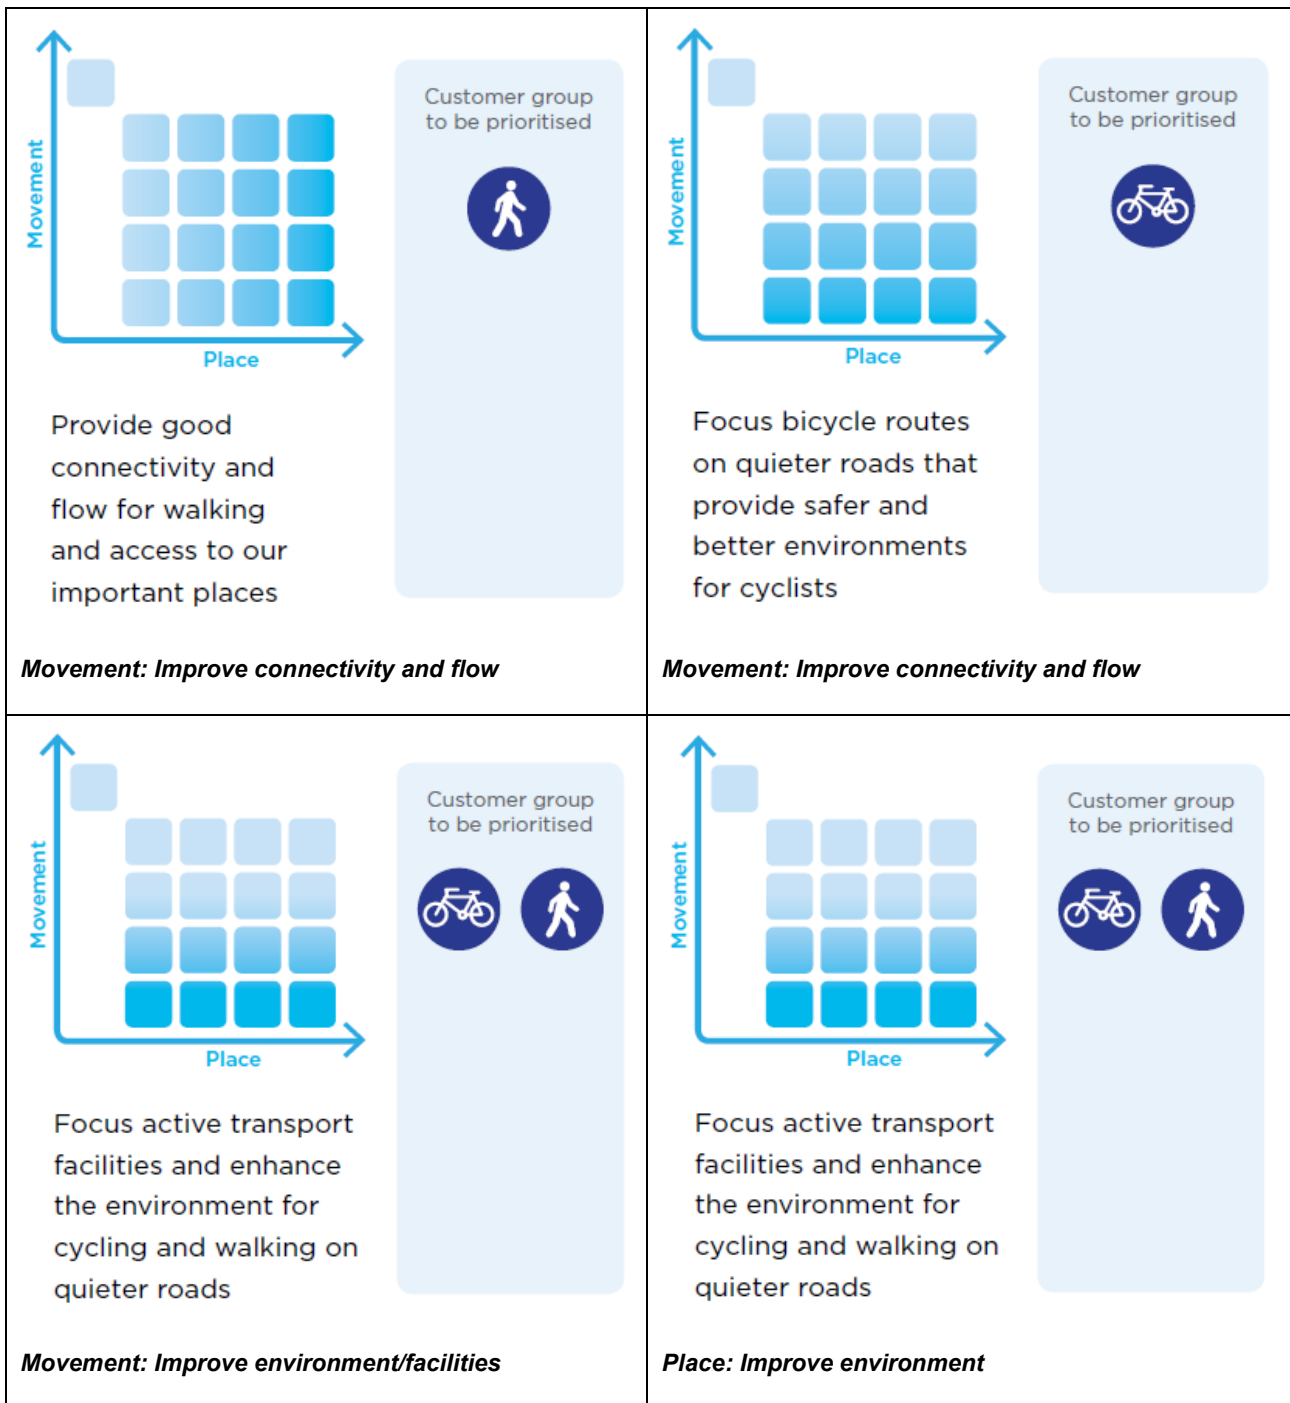 Movement
Place
Customer group
to be prioritised
Provide good
connectivity and
flow for walking
and access to our
important places
Movement: Improve connectivity and flow
Movement
Place
Customer group
to be prioritised
Focus bicycle routes
on quieter roads that
provide safer and
better environments
for cyclists
Movement: Improve connectivity and flow
Movement
Place
Customer group
to be prioritised
Focus active transport
facilities and enhance
the environment for
cycling and walking on
quieter roads
Movement: Improve environment/facilities
Movement
Place
Customer group
to be prioritised
Focus active transport
facilities and enhance
the environment for
cycling and walking on
quieter roads
Place: Improve environment